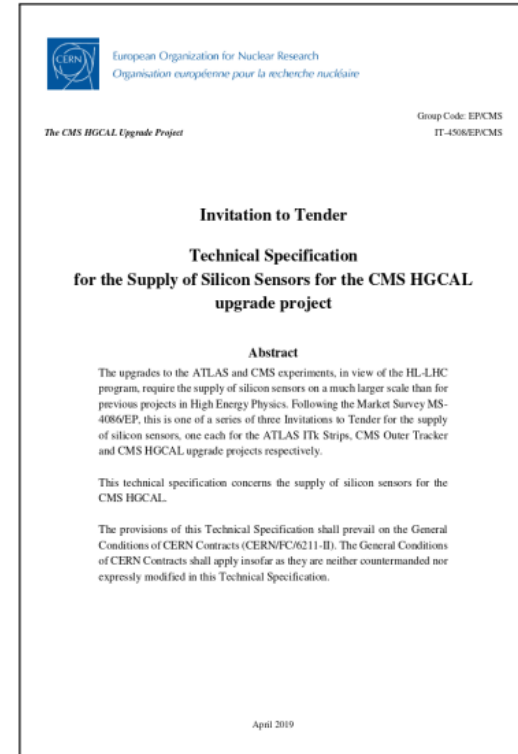 CERN
European Organization for Nuclear Research
Organisation européenne pour la recherche nucléaire
Group Code: EP/CMS
The CMS HGCAL Upgrade Project
IT-4508/EP/CMS
Invitation to Tender
Technical Specification
for the Supply of Silicon Sensors for the CMS HGCAL
upgrade project
Abstract
The upgrades to the ATLAS and CMS experiments, in view of the HL-LHC
program, require the supply of silicon sensors on a much larger scale than for
previous projects in High Energy Physics. Following the Market Survey MS-
4086/EP, this is one of a series of three Invitations to Tender for the supply
of silicon sensors, one each for the ATLAS ITk Strips, CMS Outer Tracker
and CMS HGCAL upgrade projects respectively.
This technical specification concerns the supply of silicon sensors for the
CMS HGCAL.
The provisions of this Technical Specification shall prevail on the General
Conditions of CERN Contracts (CERN/FC/6211-II). The General Conditions
of CERN Contracts shall apply insofar as they are neither countermanded nor
expressly modified in this Technical Specification.
April 2019